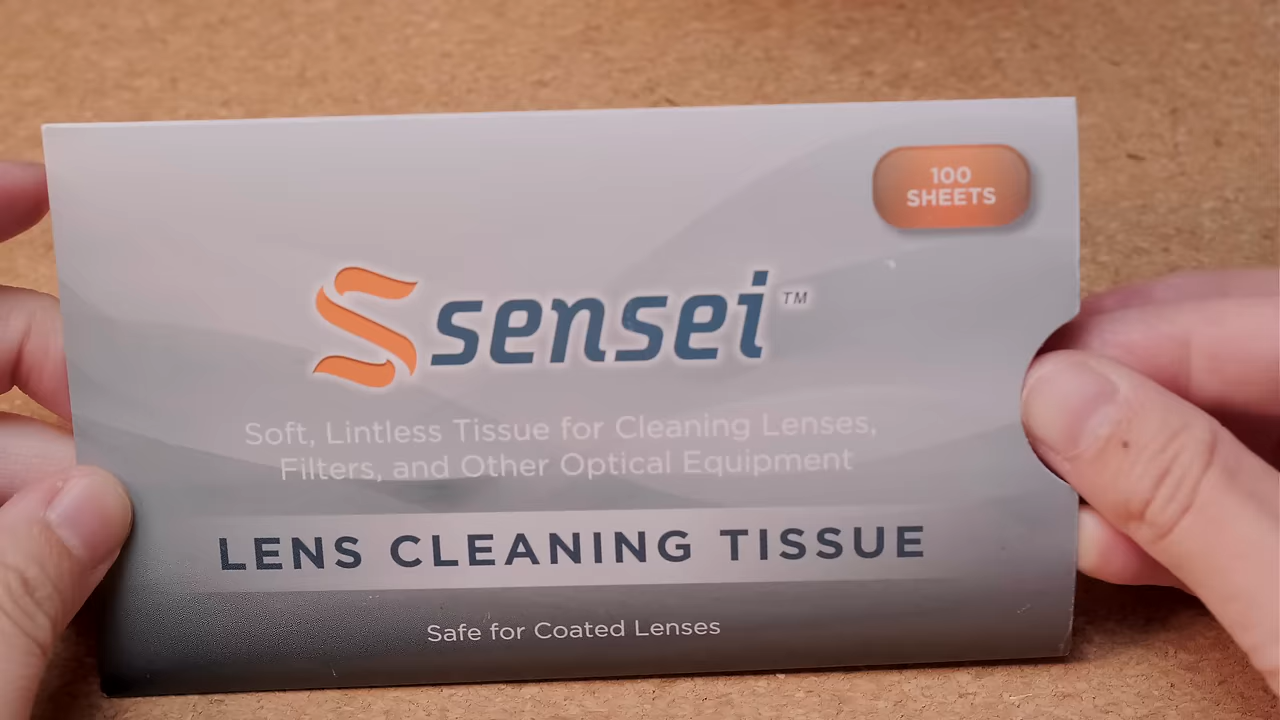 100
SHEETS
sensei™
Soft, Lintless Tissue for Cleaning Lenses,
Filters, and Other Optical Equipment
LENS CLEANING TISSUE
Safe for Coated Lenses